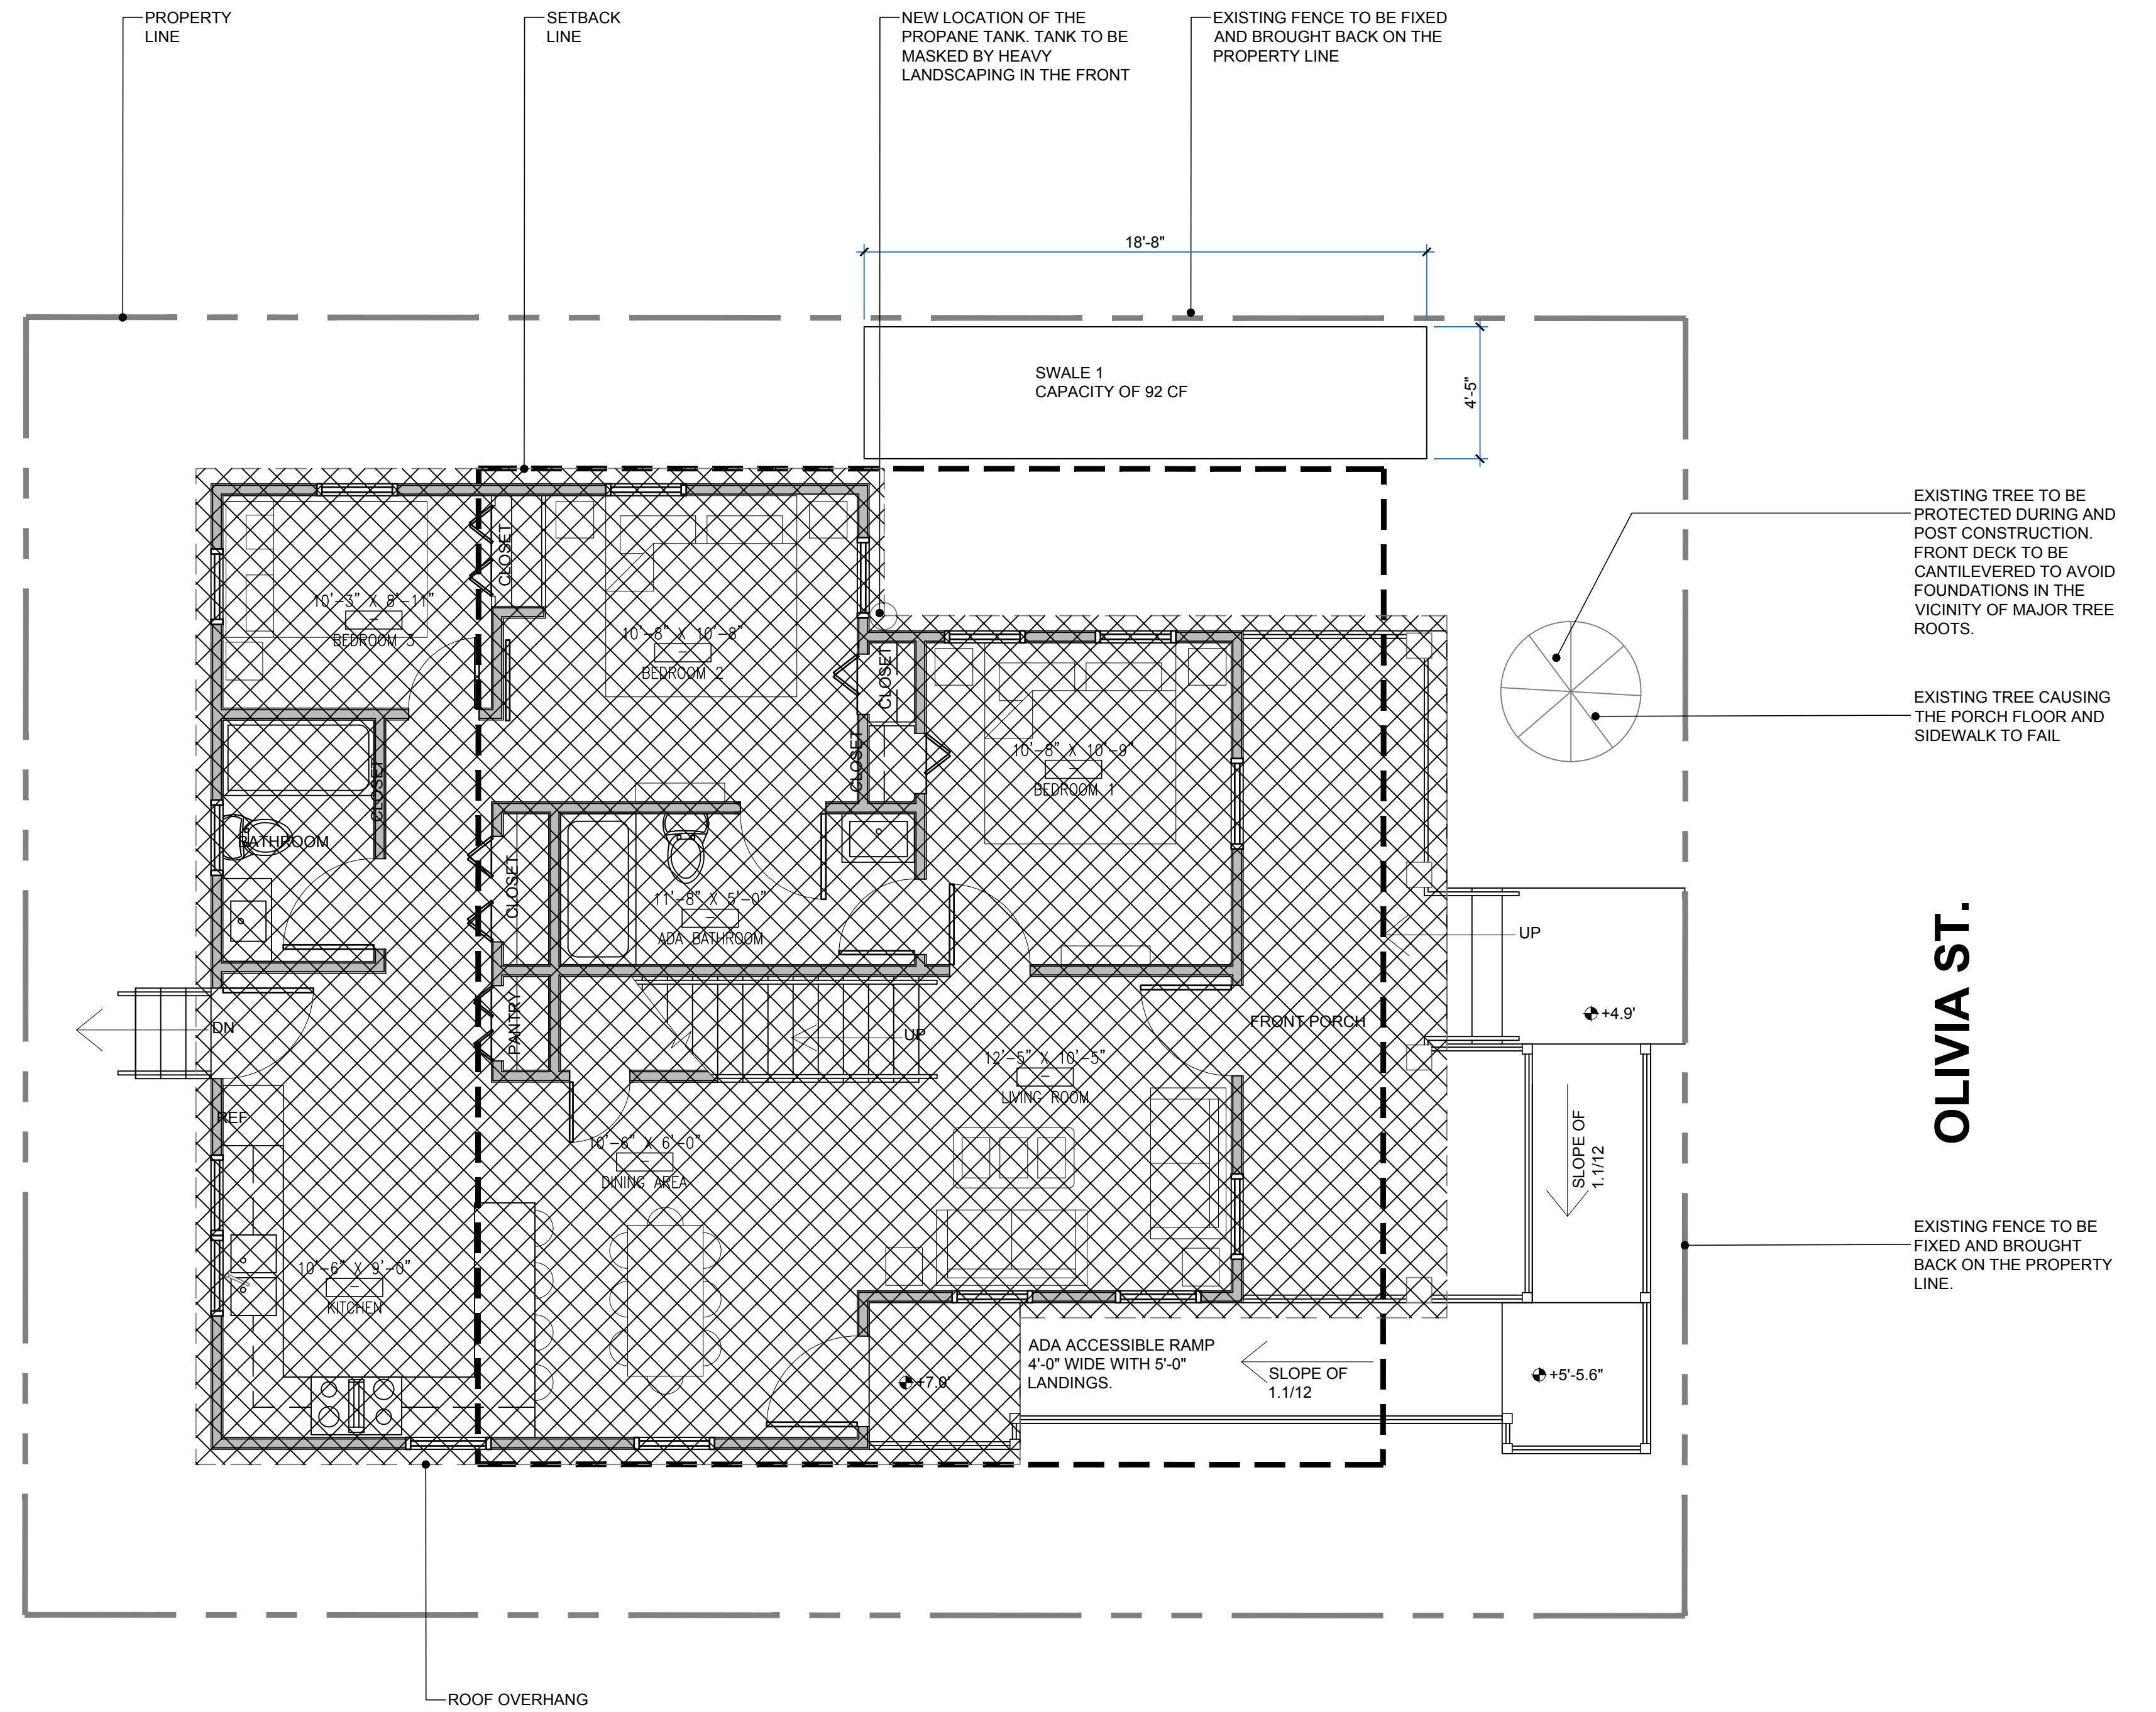 PROPERTY
LINE
SETBACK
LINE
NEW LOCATION OF THE
PROPANE TANK. TANK TO BE
MASKED BY HEAVY
LANDSCAPING IN THE FRONT
EXISTING FENCE TO BE FIXED
AND BROUGHT BACK ON THE
PROPERTY LINE
18'-8"
SWALE 1
CAPACITY OF 92 CF
4'-5"
EXISTING TREE TO BE
PROTECTED DURING AND
POST CONSTRUCTION.
FRONT DECK TO BE
CANTILEVERED TO AVOID
FOUNDATIONS IN THE
VICINITY OF MAJOR TREE
ROOTS.
EXISTING TREE CAUSING
THE PORCH FLOOR AND
SIDEWALK TO FAIL
CLOSET
10'-3" X 8'-11"
BEDROOM 3
10'-8" X 10'-8"
BEDROOM 2
CLOSET
CLOSET
10'-8" X 10'-9"
BEDROOM 1
CLOSET
BATHROOM
CLOSET
11'-8" X 5'-0"
ADA BATHROOM
UP
OLIVIA ST.
+4.9'
DN
PANTRY
UP
FRONT PORCH
12'-5" X 10'-5"
LIVING ROOM
REF
10'-6" X 6'-0"
DINING AREA
SLOPE OF
1.1/12
EXISTING FENCE TO BE
FIXED AND BROUGHT
BACK ON THE PROPERTY
LINE.
10'-6" X 9'-0"
KITCHEN
ADA ACCESSIBLE RAMP
4'-0" WIDE WITH 5'-0"
LANDINGS.
SLOPE OF
1.1/12
+7.0'
+5'-5.6"
ROOF OVERHANG